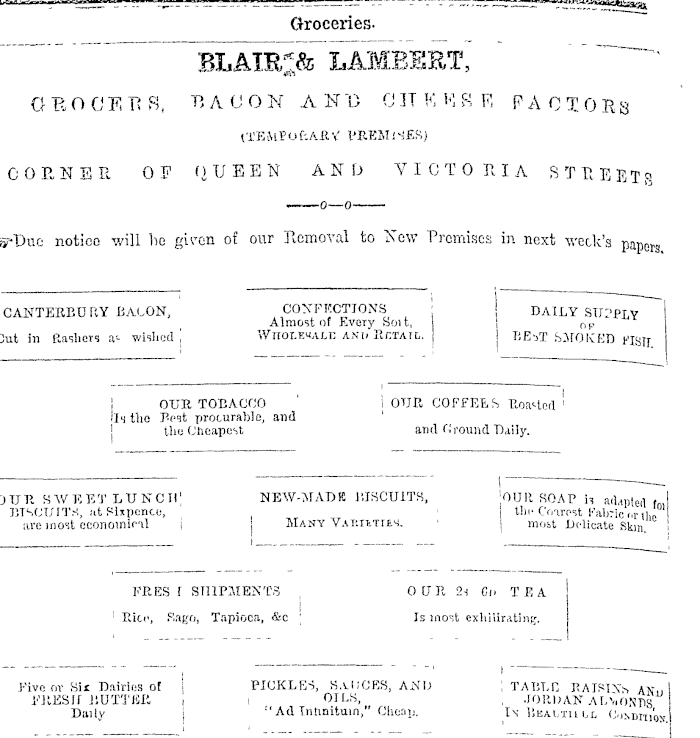 Groceries.
BLAIR & LAMBERT,
GROCERS, BACON AND CHEESE FACTORS
(TEMPORARY PREMISES)
CORNER OF QUEEN AND VICTORIA STREETS
——o—o——
☞Due notice will be given of our Removal to New Premises in next week's papers.
CANTERBURY BACON,
Cut in Rashers as wished
CONFECTIONS
Almost of Every Sort,
WHOLESALE AND RETAIL.
DAILY SUPPLY
OF
BEST SMOKED FISH.
OUR TOBACCO
Is the Best procurable, and
the Cheapest
OUR COFFEES Roasted
and Ground Daily.
OUR SWEET LUNCH
BISCUITS, at Sixpence,
are most economical
NEW-MADE BISCUITS,
MANY VARIETIES.
OUR SOAP is adapted for
the Coarest Fabric or the
most Delicate Skin.
FRESH SHIPMENTS
Rice, Sago, Tapioca, &c
OUR 2s 6D TEA
Is most exhilirating.
Five or Six Dairies of
FRESH BUTTER
Daily
PICKLES, SAUCES, AND
OILS,
"Ad Infinitum," Cheap.
TABLE RAISINS AND
JORDAN ALMONDS,
IN BEAUTIFUL CONDITION.